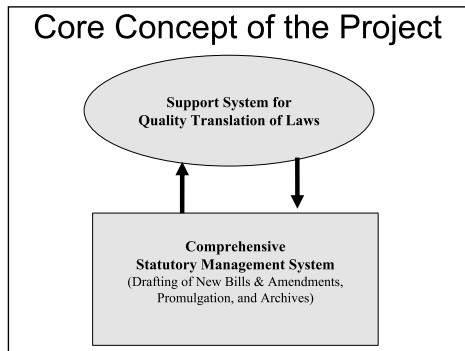 Core Concept of the Project
Support System for
Quality Translation of Laws
Comprehensive
Statutory Management System
(Drafting of New Bills & Amendments,
Promulgation, and Archives)